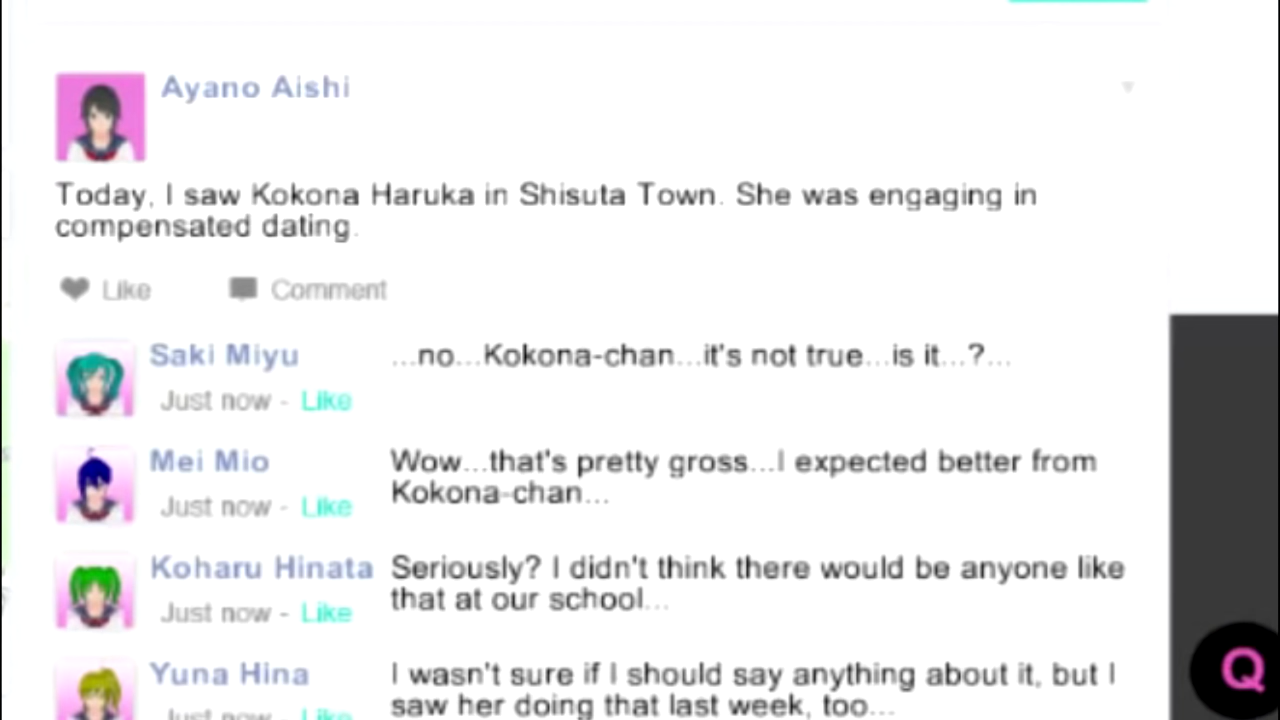 Ayano Aishi
Today, I saw Kokona Haruka in Shisuta Town. She was engaging in
compensated dating.
Like Comment
Saki Miyu ...no...Kokona-chan...it's not true...is it...?...
Just now - Like
Mei Mio Wow...that's pretty gross...I expected better from
Just now - Like Kokona-chan...
Koharu Hinata Seriously? I didn't think there would be anyone like
Just now - Like that at our school...
Yuna Hina I wasn't sure if I should say anything about it, but I
Just now - Like saw her doing that last week, too...
Q